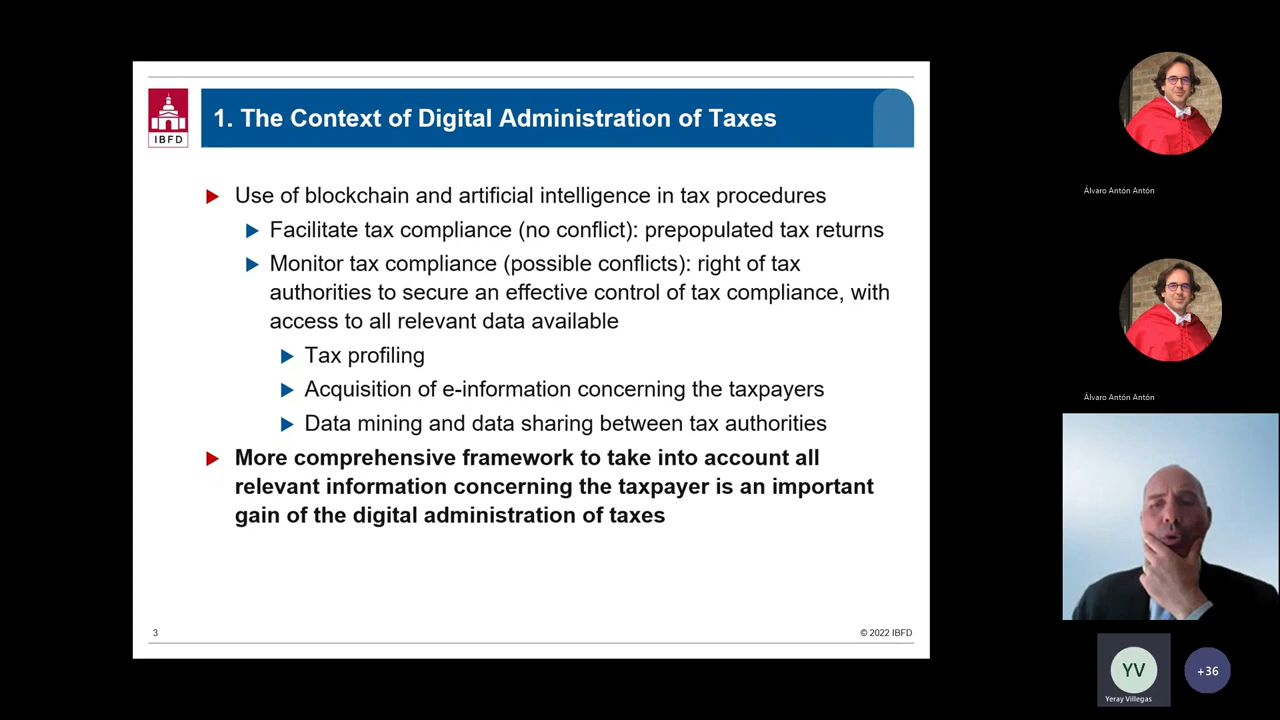 IBFD
1. The Context of Digital Administration of Taxes
Use of blockchain and artificial intelligence in tax procedures
Facilitate tax compliance (no conflict): prepopulated tax returns
Monitor tax compliance (possible conflicts): right of tax
authorities to secure an effective control of tax compliance, with
access to all relevant data available
Tax profiling
Acquisition of e-information concerning the taxpayers
Data mining and data sharing between tax authorities
More comprehensive framework to take into account all
relevant information concerning the taxpayer is an important
gain of the digital administration of taxes
3
© 2022 IBFD
Álvaro Antón Antón
Álvaro Antón Antón
YV
Yeray Villegas
+36